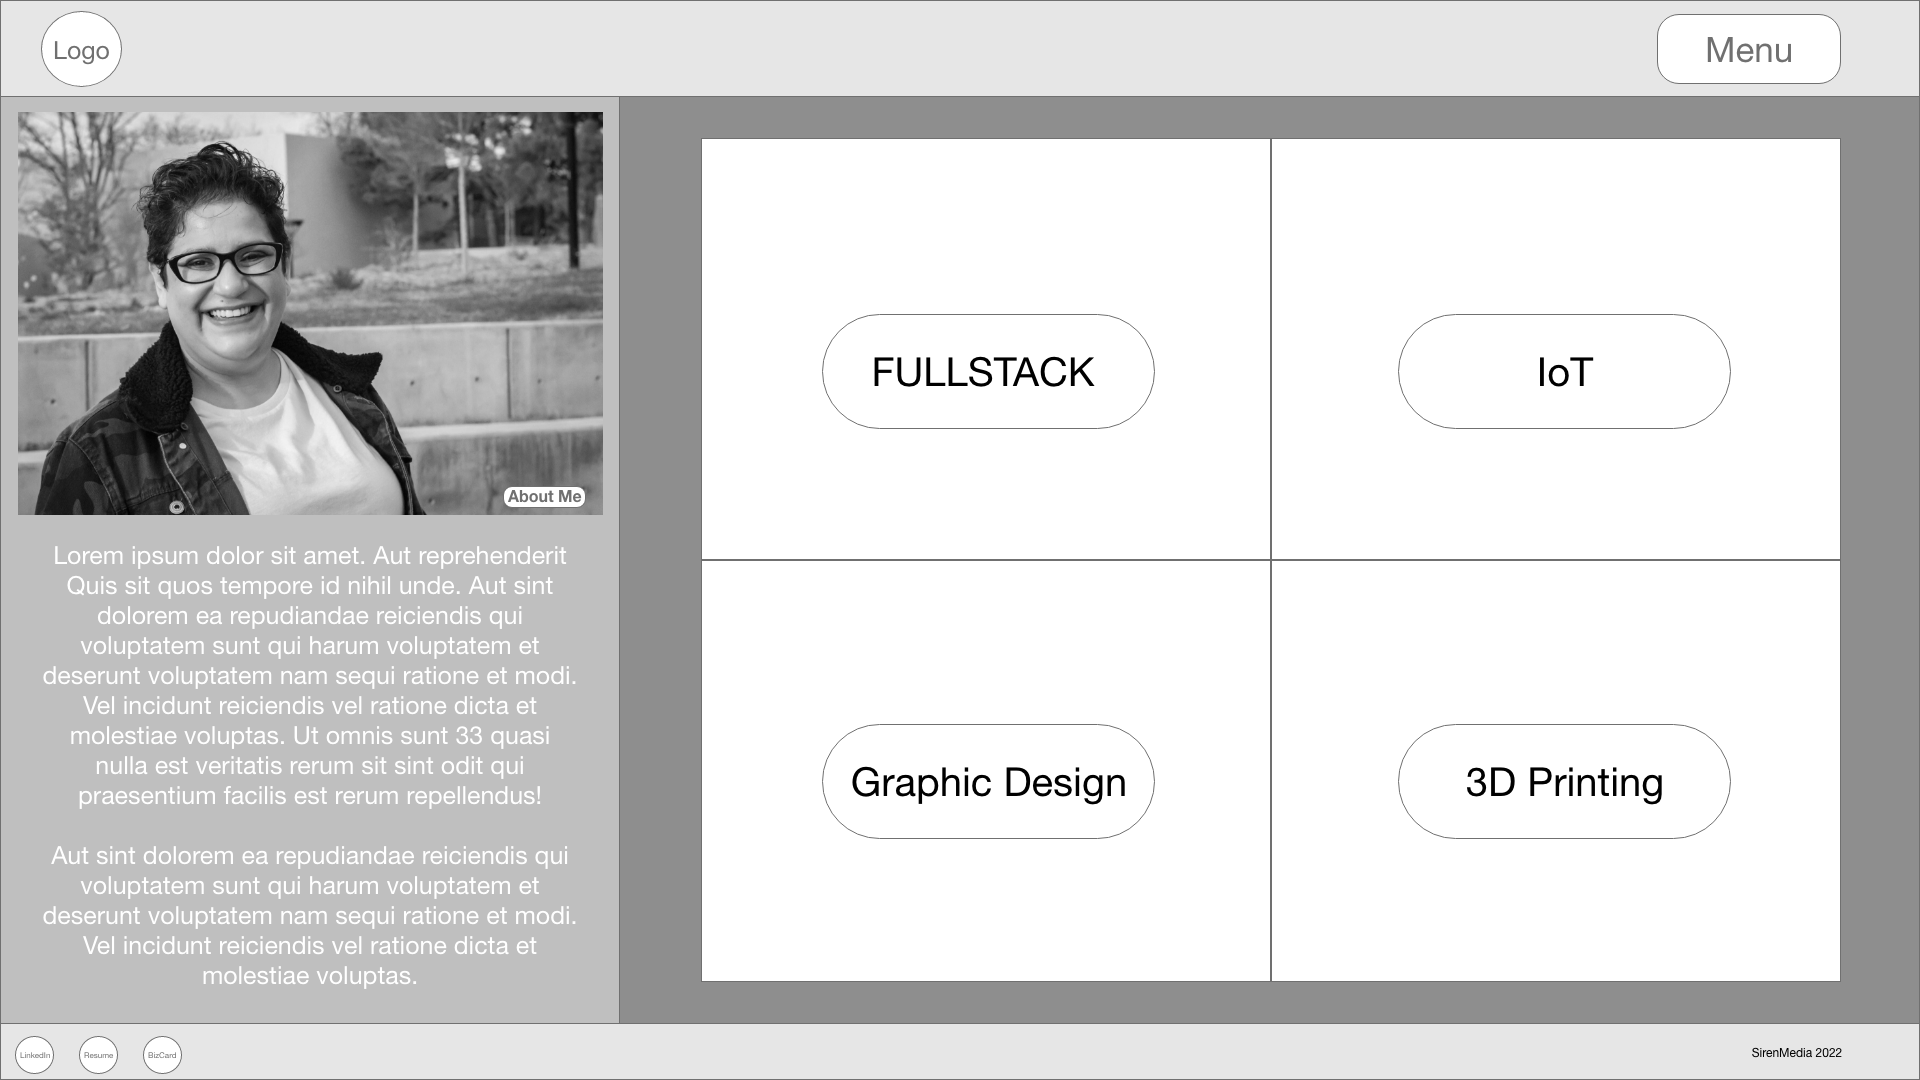 Logo
Menu
About Me
Lorem ipsum dolor sit amet. Aut reprehenderit
Quis sit quos tempore id nihil unde. Aut sint
dolorem ea repudiandae reiciendis qui
voluptatem sunt qui harum voluptatem et
deserunt voluptatem nam sequi ratione et modi.
Vel incidunt reiciendis vel ratione dicta et
molestiae voluptas. Ut omnis sunt 33 quasi
nulla est veritatis rerum sit sint odit qui
praesentium facilis est rerum repellendus!
Aut sint dolorem ea repudiandae reiciendis qui
voluptatem sunt qui harum voluptatem et
deserunt voluptatem nam sequi ratione et modi.
Vel incidunt reiciendis vel ratione dicta et
molestiae voluptas.
FULLSTACK
IoT
Graphic Design
3D Printing
LinkedIn
Resume
BizCard
SirenMedia 2022